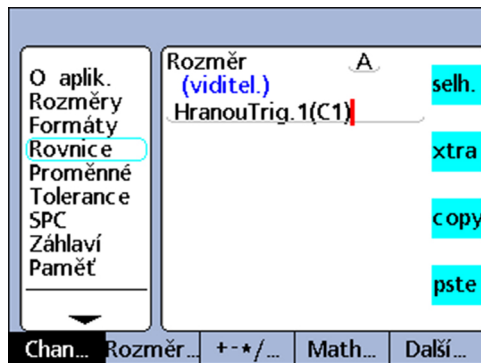 O aplik.
Rozměry
Formáty
Rovnice
Proměnné
Tolerance
SPC
Záhlaví
Paměť
Rozměr A
(viditel.)
HranouTrig.1(C1)
selh.
xtra
copy
pste
Chan... Rozměr... +-*/... Math... Další...